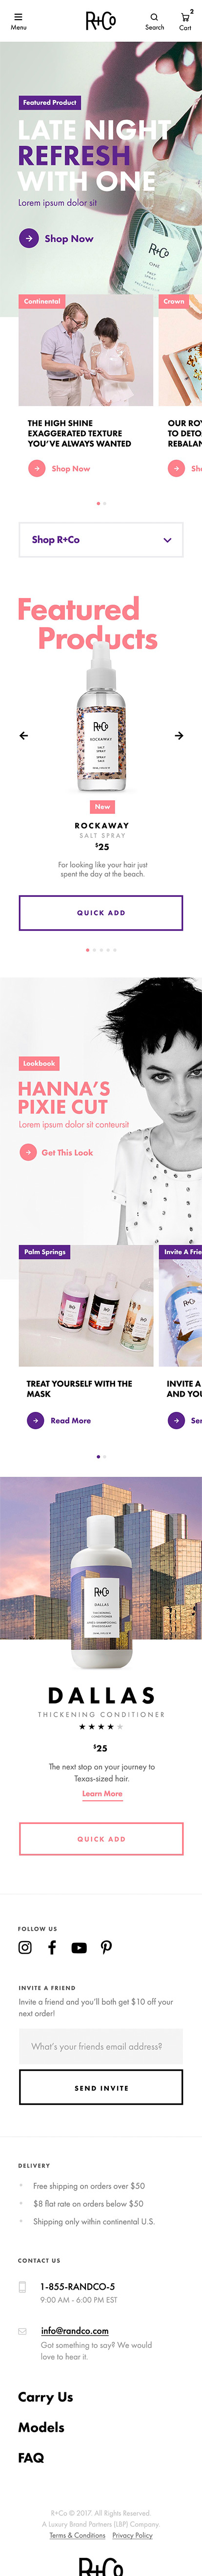 R+Co
2
Menu
Search
Cart
Featured Product
LATE NIGHT
REFRESH
WITH ONE
Lorem ipsum dolor sit
Shop Now
R+Co
ONE
Continental
Crown
THE HIGH SHINE
EXAGGERATED TEXTURE
YOU'VE ALWAYS WANTED
OUR ROY
TO DETO
REBALAN
Shop Now
Sh
Shop R+Co
Featured
Products
R+Co
ROCKAWAY
SALT
SPRAY
New
ROCKAWAY
SALT SPRAY
$25
For looking like your hair just
spent the day at the beach.
QUICK ADD
Lookbook
HANNA'S
PIXIE CUT
Lorem ipsum dolor sit conteursit
Get This Look
Palm Springs
Invite A Frie
TREAT YOURSELF WITH THE
MASK
INVITE A
AND YOU
Read More
Sen
R+Co
DALLAS
THICKENING
CONDITIONER
DALLAS
THICKENING CONDITIONER
$25
The next stop on your journey to
Texas-sized hair.
Learn More
QUICK ADD
FOLLOW US
INVITE A FRIEND
Invite a friend and you'll both get $10 off your
next order!
What's your friends email address?
SEND INVITE
DELIVERY
Free shipping on orders over $50
$8 flat rate on orders below $50
Shipping only within continental U.S.
CONTACT US
1-855-RANDCO-5
9:00 AM - 6:00 PM EST
info@randco.com
Got something to say? We would
love to hear it.
Carry Us
Models
FAQ
R+Co © 2017. All Rights Reserved.
A Luxury Brand Partners (LBP) Company.
Terms & Conditions Privacy Policy
R+Co